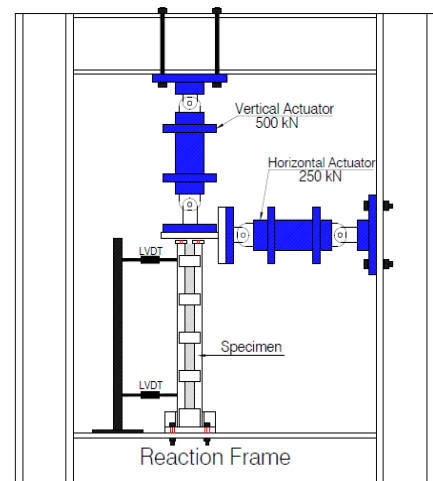 Vertical Actuator
500 kN
Horizontal Actuator
250 kN
LVDT
Specimen
LVDT
Reaction Frame